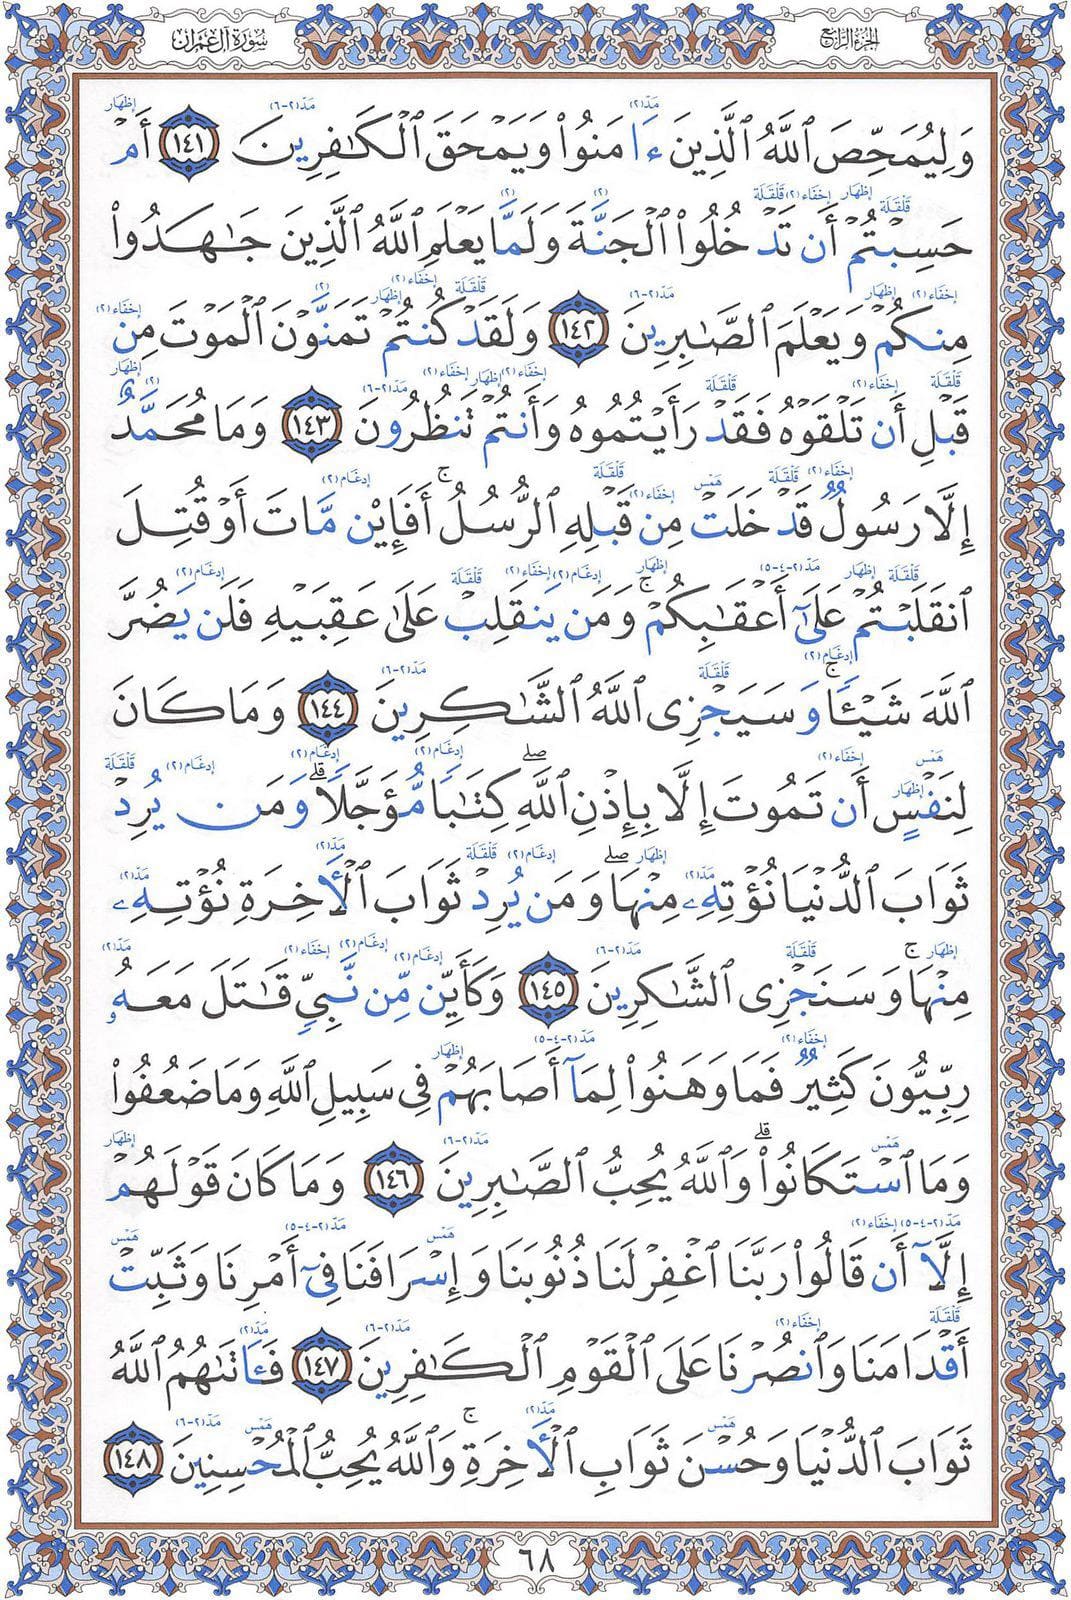 سورة آل عمران
الجزء الرابع
وَلِيُمَحِّصَ ٱللَّهُ ٱلَّذِينَ ءَامَنُوا۟ وَيَمْحَقَ ٱلْكَٰفِرِينَ ١٤١ أَمْ
حَسِبْتُمْ أَن تَدْخُلُوا۟ ٱلْجَنَّةَ وَلَمَّا يَعْلَمِ ٱللَّهُ ٱلَّذِينَ جَٰهَدُوا۟
مِنكُمْ وَيَعْلَمَ ٱلصَّٰبِرِينَ ١٤٢ وَلَقَدْ كُنتُمْ تَمَنَّوْنَ ٱلْمَوْتَ مِن
قَبْلِ أَن تَلْقَوْهُ فَقَدْ رَأَيْتُمُوهُ وَأَنتُمْ تَنظُرُونَ ١٤٣ وَمَا مُحَمَّدٌ
إِلَّا رَسُولٌ قَدْ خَلَتْ مِن قَبْلِهِ ٱلرُّسُلُ ۚ أَفَإِي۟ن مَّاتَ أَوْ قُتِلَ
ٱنقَلَبْتُمْ عَلَىٰٓ أَعْقَٰبِكُمْ ۚ وَمَن يَنقَلِبْ عَلَىٰ عَقِبَيْهِ فَلَن يَضُرَّ
ٱللَّهَ شَيْـًٔا ۗ وَسَيَجْزِى ٱللَّهُ ٱلشَّٰكِرِينَ ١٤٤ وَمَا كَانَ
لِنَفْسٍ أَن تَمُوتَ إِلَّا بِإِذْنِ ٱللَّهِ كِتَٰبًا مُّؤَجَّلًا ۗ وَمَن يُرِدْ
ثَوَابَ ٱلدُّنْيَا نُؤْتِهِۦ مِنْهَا وَمَن يُرِدْ ثَوَابَ ٱلْأَخِرَةِ نُؤْتِهِۦ
مِنْهَا ۚ وَسَنَجْزِى ٱلشَّٰكِرِينَ ١٤٥ وَكَأَيِّن مِّن نَّبِىٍّ قَٰتَلَ مَعَهُۥ
رِبِّيُّونَ كَثِيرٌ فَمَا وَهَنُوا۟ لِمَآ أَصَابَهُمْ فِى سَبِيلِ ٱللَّهِ وَمَا ضَعُفُوا۟
وَمَا ٱسْتَكَانُوا۟ ۗ وَٱللَّهُ يُحِبُّ ٱلصَّٰبِرِينَ ١٤٦ وَمَا كَانَ قَوْلَهُمْ
إِلَّآ أَن قَالُوا۟ رَبَّنَا ٱغْفِرْ لَنَا ذُنُوبَنَا وَإِسْرَافَنَا فِىٓ أَمْرِنَا وَثَبِّتْ
أَقْدَامَنَا وَٱنصُرْنَا عَلَى ٱلْقَوْمِ ٱلْكَٰفِرِينَ ١٤٧ فَـَٔاتَىٰهُمُ ٱللَّهُ
ثَوَابَ ٱلدُّنْيَا وَحُسْنَ ثَوَابِ ٱلْأَخِرَةِ ۗ وَٱللَّهُ يُحِبُّ ٱلْمُحْسِنِينَ ١٤٨
٦٨